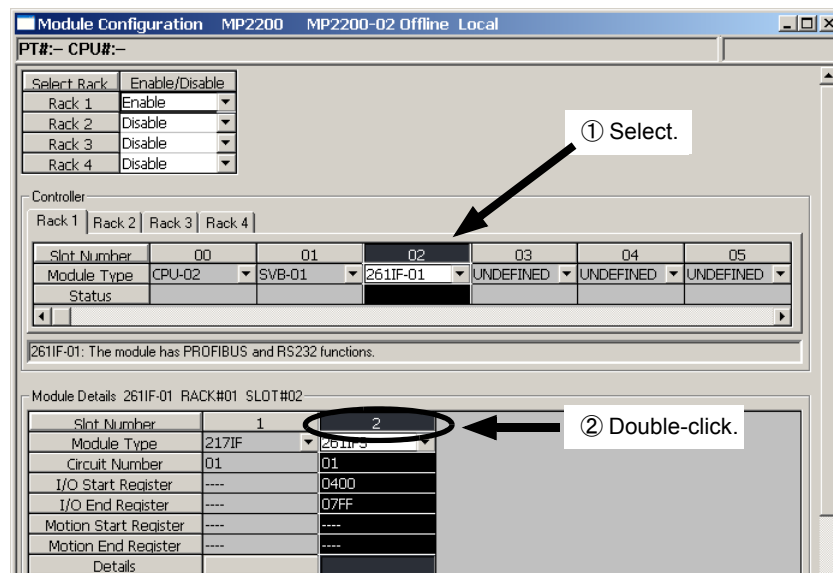 Module Configuration MP2200 MP2200-02 Offline Local
PT#:– CPU#:–
Select Rack Enable/Disable
Rack 1 Enable
Rack 2 Disable
Rack 3 Disable
Rack 4 Disable
① Select.
Controller
Rack 1 Rack 2 Rack 3 Rack 4
Slot Number 00 01 02 03 04 05
Module Type CPU-02 SVB-01 261IF-01 UNDEFINED UNDEFINED UNDEFINED
Status
261IF-01: The module has PROFIBUS and RS232 functions.
Module Details 261IF-01 RACK#01 SLOT#02
Slot Number 1 2
② Double-click.
Module Type 217IF 261IFS
Circuit Number 01 01
I/O Start Register ---- 0400
I/O End Register ---- 07FF
Motion Start Register ---- ----
Motion End Register ---- ----
Details